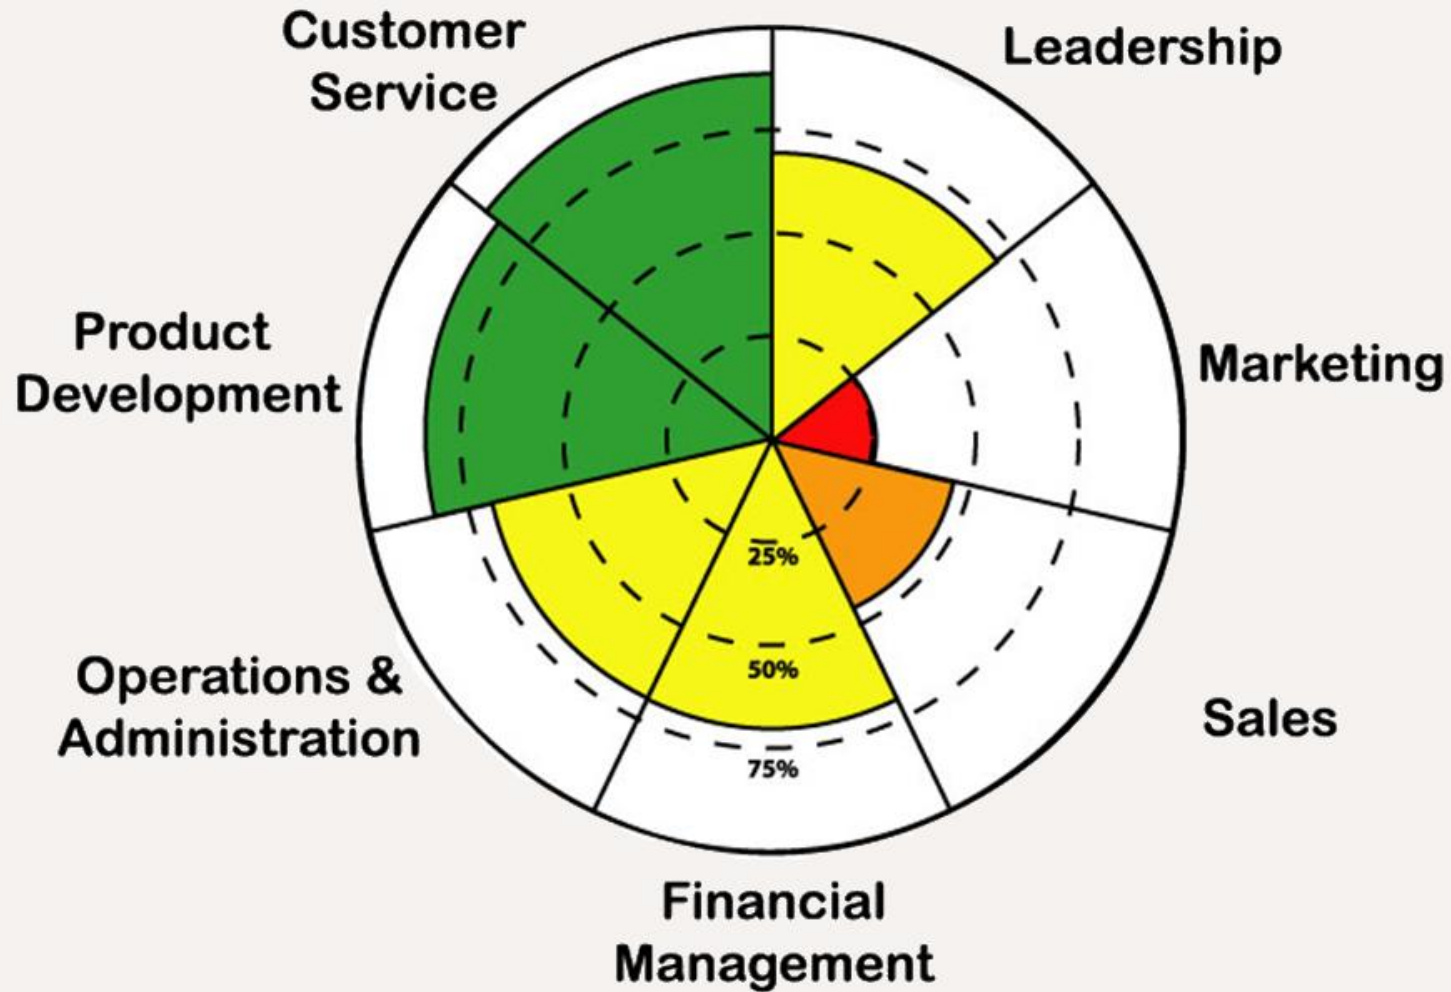 Customer
Service
Leadership
Product
Development
Marketing
25%
50%
75%
Operations &
Administration
Sales
Financial
Management